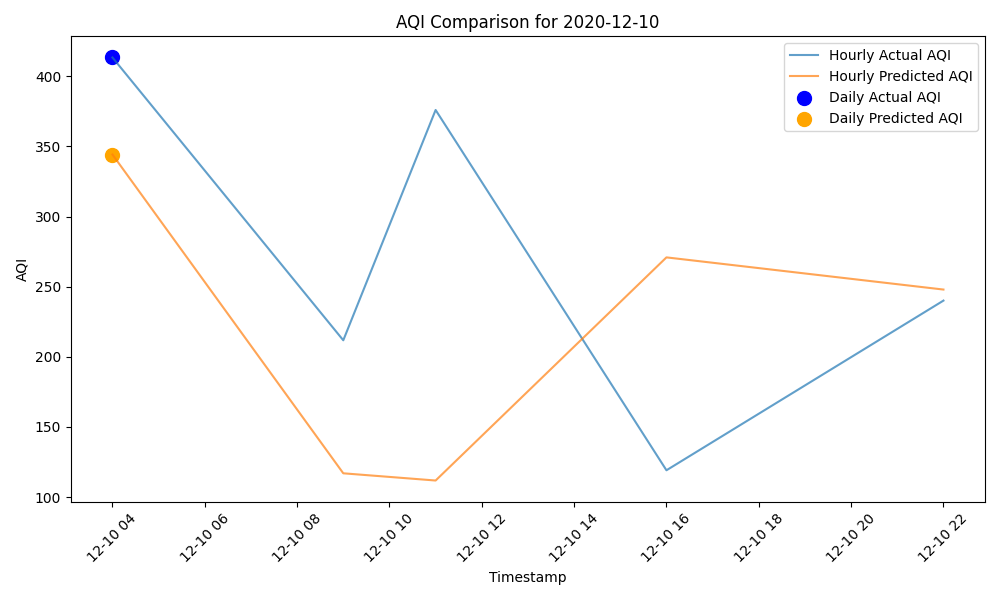 AQI Comparison for 2020-12-10
Hourly Actual AQI
Hourly Predicted AQI
Daily Actual AQI
Daily Predicted AQI
AQI
400
350
300
250
200
150
100
12-10 04
12-10 06
12-10 08
12-10 10
12-10 12
12-10 14
12-10 16
12-10 18
12-10 20
12-10 22
Timestamp